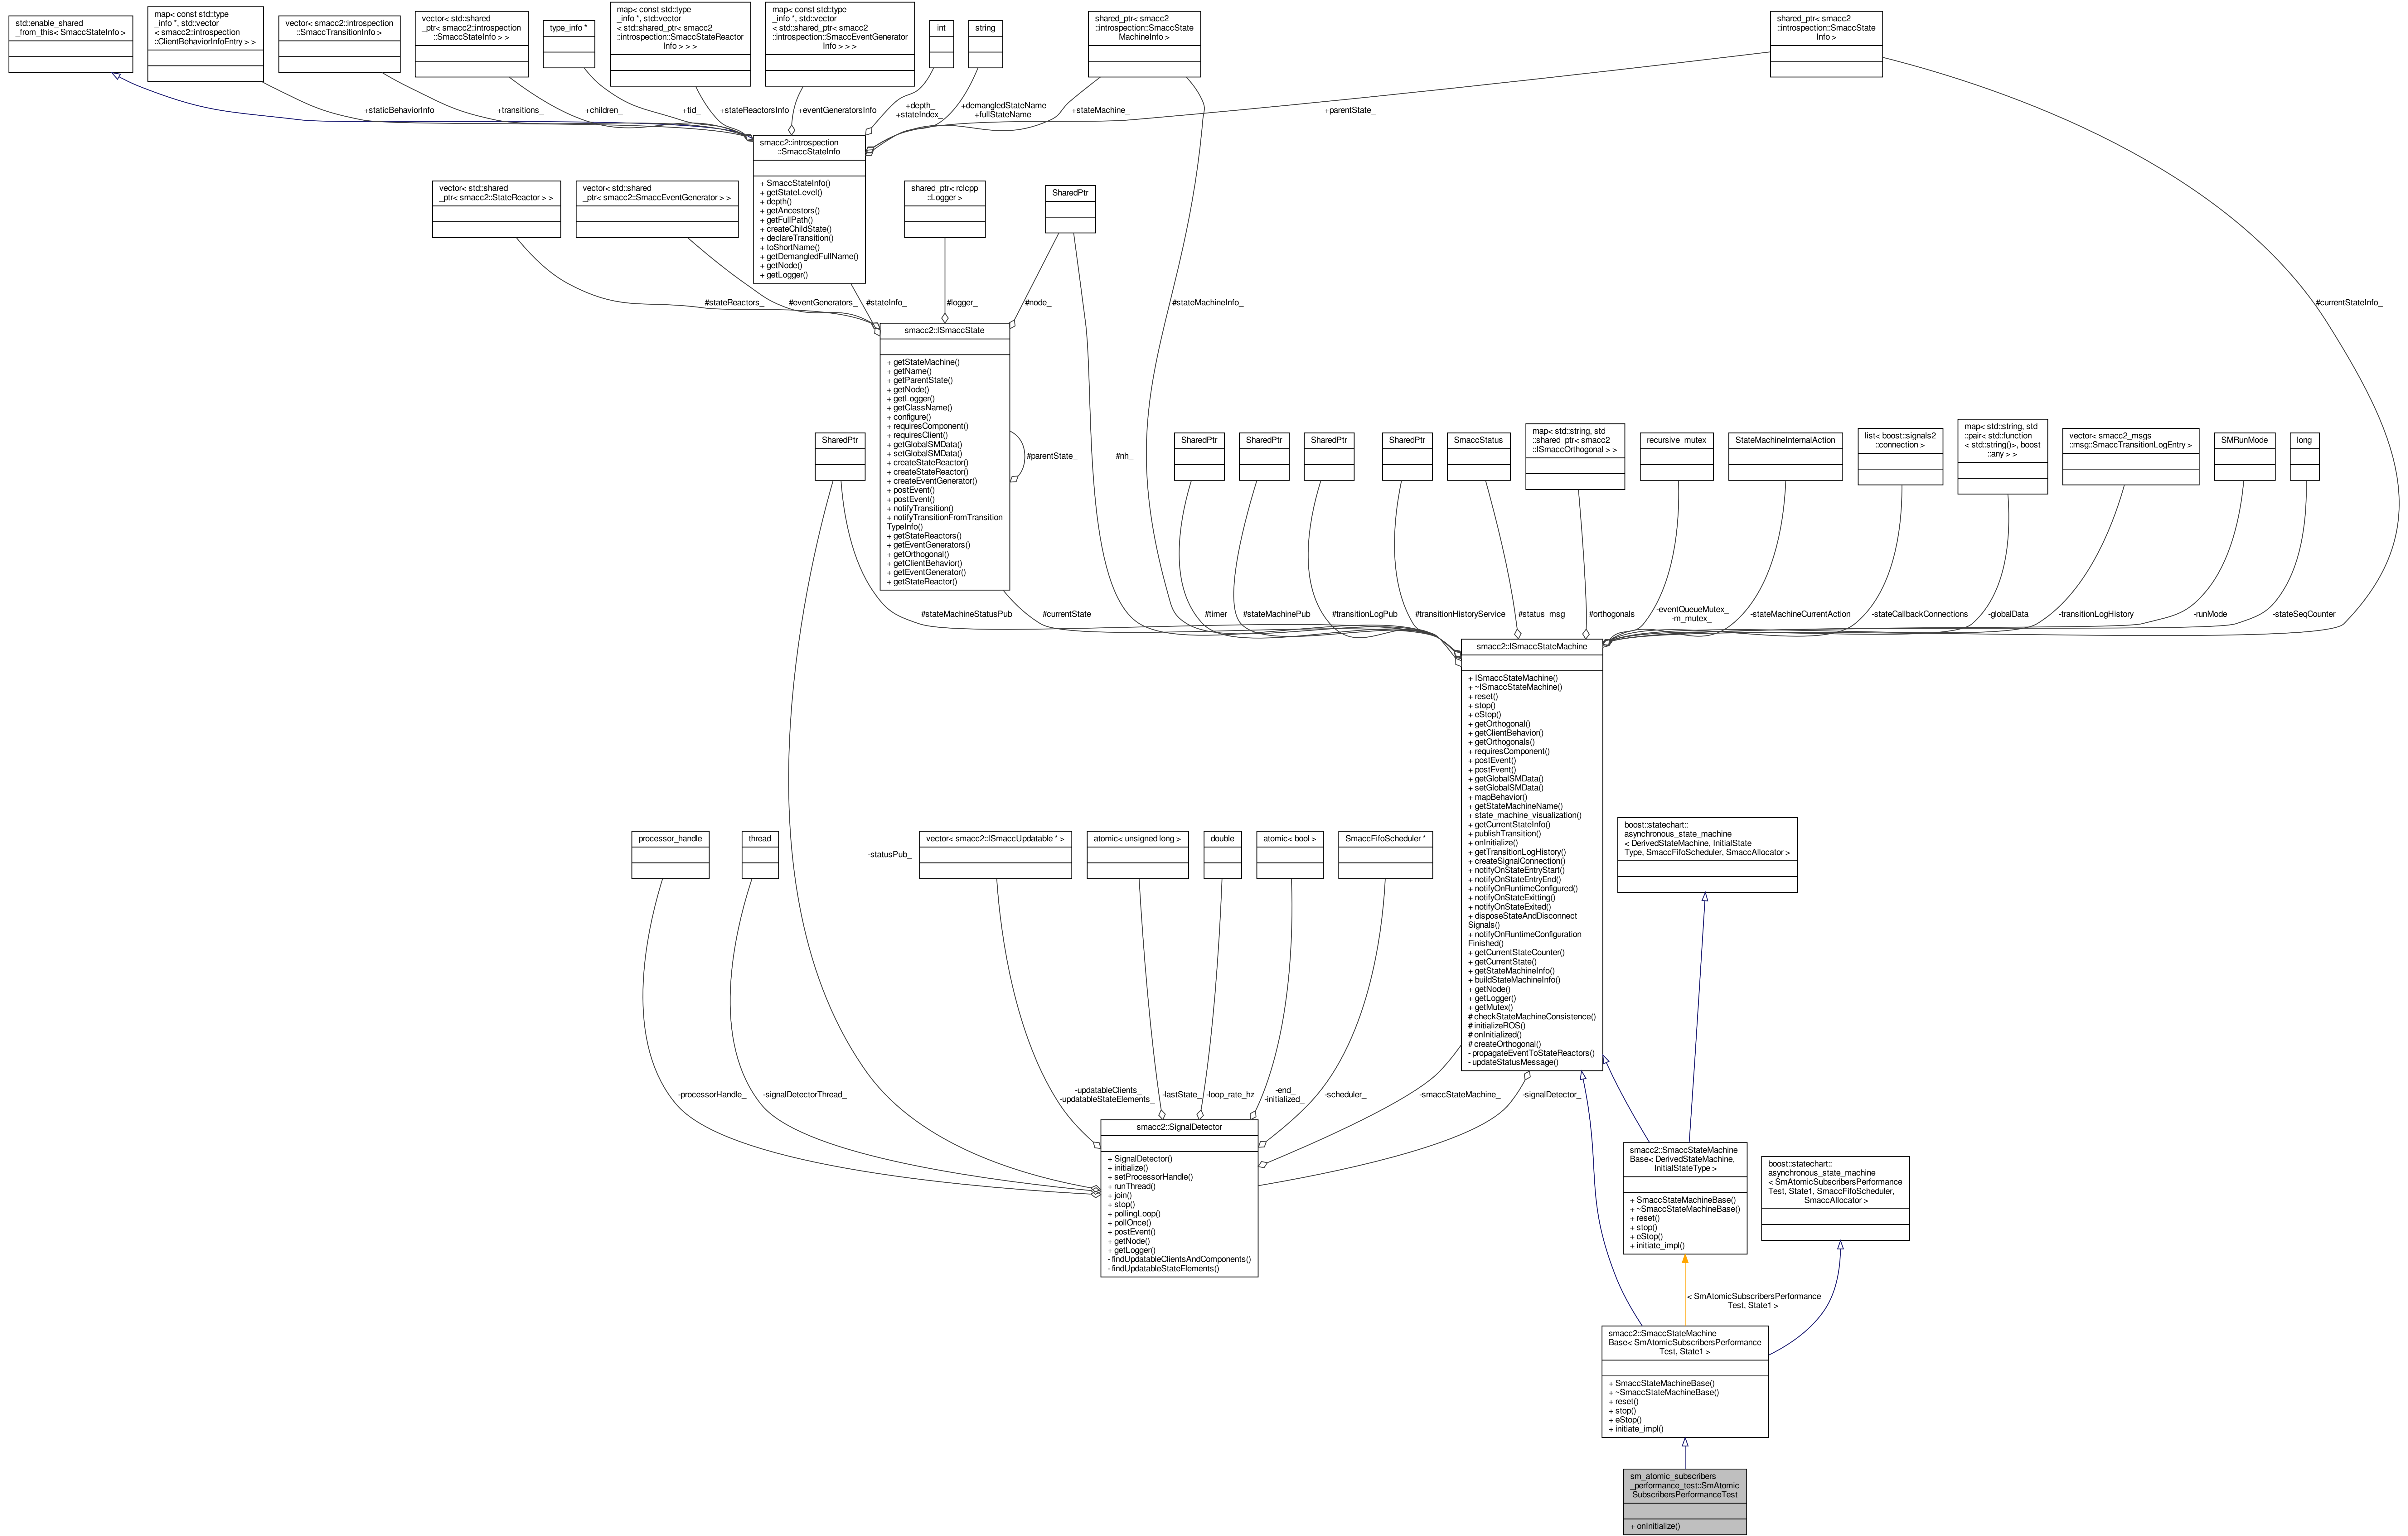 std::enable_shared
_from_this< SmaccStateInfo >
map< const std::type
_info *, std::vector
< smacc2::introspection
::ClientBehaviorInfoEntry > >
vector< smacc2::introspection
::SmaccTransitionInfo >
vector< std::shared
_ptr< smacc2::introspection
::SmaccStateInfo > >
type_info *
map< const std::type
_info *, std::vector
< std::shared_ptr< smacc2
::introspection::SmaccStateReactor
Info > > >
map< const std::type
_info *, std::vector
< std::shared_ptr< smacc2
::introspection::SmaccEventGenerator
Info > > >
int
string
shared_ptr< smacc2
::introspection::SmaccState
MachineInfo >
shared_ptr< smacc2
::introspection::SmaccState
Info >
+staticBehaviorInfo
+transitions_
+children_
+tid_
+stateReactorsInfo
+eventGeneratorsInfo
+depth_
+stateIndex_
+demangledStateName
+fullStateName
+stateMachine_
+parentState_
smacc2::introspection
::SmaccStateInfo
+ SmaccStateInfo()
+ getStateLevel()
+ depth()
+ getAncestors()
+ getFullPath()
+ createChildState()
+ declareTransition()
+ toShortName()
+ getDemangledFullName()
+ getNode()
+ getLogger()
vector< std::shared
_ptr< smacc2::StateReactor > >
vector< std::shared
_ptr< smacc2::SmaccEventGenerator > >
shared_ptr< rclcpp
::Logger >
SharedPtr
#stateReactors_
#eventGenerators_
#stateInfo_
#logger_
#node_
#stateMachineInfo_
#currentStateInfo_
smacc2::ISmaccState
+ getStateMachine()
+ getName()
+ getParentState()
+ getNode()
+ getLogger()
+ getClassName()
+ configure()
+ requiresComponent()
+ requiresClient()
+ getGlobalSMData()
+ setGlobalSMData()
+ createStateReactor()
+ createStateReactor()
+ createEventGenerator()
+ postEvent()
+ postEvent()
+ notifyTransition()
+ notifyTransitionFromTransition
TypeInfo()
+ getStateReactors()
+ getEventGenerators()
+ getOrthogonal()
+ getClientBehavior()
+ getEventGenerator()
+ getStateReactor()
#parentState_
#nh_
SharedPtr
SharedPtr
SharedPtr
SharedPtr
SharedPtr
SmaccStatus
map< std::string, std
::shared_ptr< smacc2
::ISmaccOrthogonal > >
recursive_mutex
StateMachineInternalAction
list< boost::signals2
::connection >
map< std::string, std
::pair< std::function
< std::string()>, boost
::any > >
vector< smacc2_msgs
::msg::SmaccTransitionLogEntry >
SMRunMode
long
#stateMachineStatusPub_
#currentState_
#timer_
#stateMachinePub_
#transitionLogPub_
#transitionHistoryService_
#status_msg_
#orthogonals_
-eventQueueMutex_
-m_mutex_
-stateMachineCurrentAction
-stateCallbackConnections
-globalData_
-transitionLogHistory_
-runMode_
-stateSeqCounter_
smacc2::ISmaccStateMachine
+ ISmaccStateMachine()
+ ~ISmaccStateMachine()
+ reset()
+ stop()
+ eStop()
+ getOrthogonal()
+ getClientBehavior()
+ getOrthogonals()
+ requiresComponent()
+ postEvent()
+ postEvent()
+ getGlobalSMData()
+ setGlobalSMData()
+ mapBehavior()
+ getStateMachineName()
+ state_machine_visualization()
+ getCurrentStateInfo()
+ publishTransition()
+ onInitialize()
+ getTransitionLogHistory()
+ createSignalConnection()
+ notifyOnStateEntryStart()
+ notifyOnStateEntryEnd()
+ notifyOnRuntimeConfigured()
+ notifyOnStateExitting()
+ notifyOnStateExited()
+ disposeStateAndDisconnect
Signals()
+ notifyOnRuntimeConfiguration
Finished()
+ getCurrentStateCounter()
+ getCurrentState()
+ getStateMachineInfo()
+ buildStateMachineInfo()
+ getNode()
+ getLogger()
+ getMutex()
# checkStateMachineConsistence()
# initializeROS()
# onInitialized()
# createOrthogonal()
- propagateEventToStateReactors()
- updateStatusMessage()
processor_handle
thread
-statusPub_
vector< smacc2::ISmaccUpdatable * >
atomic< unsigned long >
double
atomic< bool >
SmaccFifoScheduler *
boost::statechart::
asynchronous_state_machine
< DerivedStateMachine, InitialState
Type, SmaccFifoScheduler, SmaccAllocator >
-processorHandle_
-signalDetectorThread_
-updatableClients_
-updatableStateElements_
-lastState_
-loop_rate_hz
-end_
-initialized_
-scheduler_
-smaccStateMachine_
-signalDetector_
smacc2::SignalDetector
+ SignalDetector()
+ initialize()
+ setProcessorHandle()
+ runThread()
+ join()
+ stop()
+ pollingLoop()
+ pollOnce()
+ postEvent()
+ getNode()
+ getLogger()
- findUpdatableClientsAndComponents()
- findUpdatableStateElements()
smacc2::SmaccStateMachine
Base< DerivedStateMachine,
InitialStateType >
+ SmaccStateMachineBase()
+ ~SmaccStateMachineBase()
+ reset()
+ stop()
+ eStop()
+ initiate_impl()
boost::statechart::
asynchronous_state_machine
< SmAtomicSubscribersPerformance
Test, State1, SmaccFifoScheduler,
SmaccAllocator >
< SmAtomicSubscribersPerformance
Test, State1 >
smacc2::SmaccStateMachine
Base< SmAtomicSubscribersPerformance
Test, State1 >
+ SmaccStateMachineBase()
+ ~SmaccStateMachineBase()
+ reset()
+ stop()
+ eStop()
+ initiate_impl()
sm_atomic_subscribers
_performance_test::SmAtomic
SubscribersPerformanceTest
+ onInitialize()